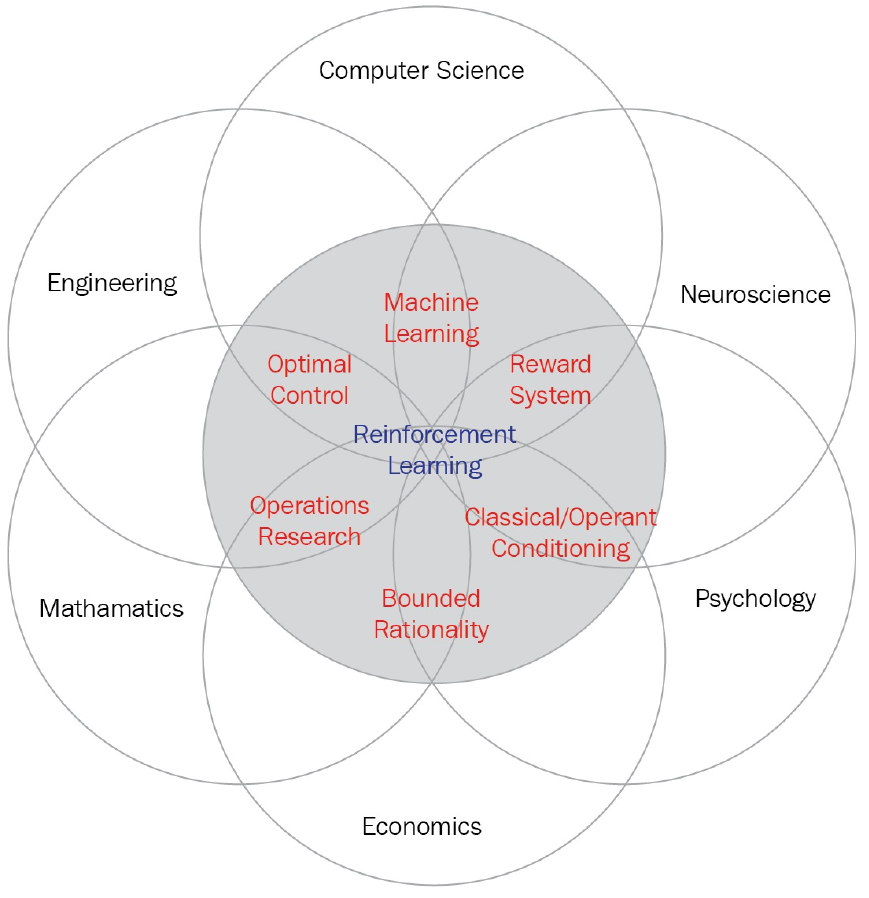 Computer Science
Engineering
Neuroscience
Machine
Learning
Optimal
Control
Reward
System
Reinforcement
Learning
Operations
Research
Classical/Operant
Conditioning
Bounded
Rationality
Mathamatics
Psychology
Economics